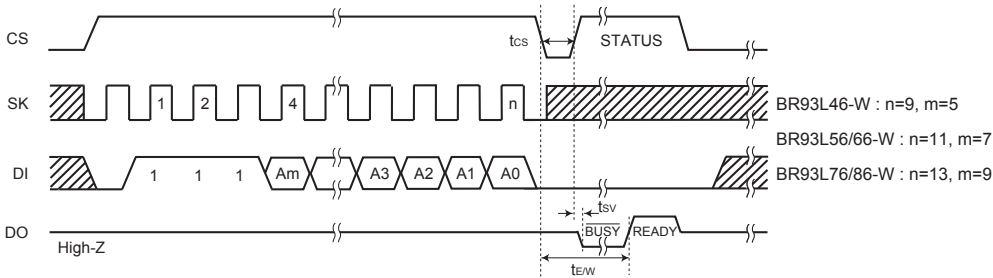 CS
tCS
STATUS
SK
1
2
4
n
BR93L46-W : n=9, m=5
BR93L56/66-W : n=11, m=7
DI
1
1
1
Am
A3
A2
A1
A0
BR93L76/86-W : n=13, m=9
tSV
DO
BUSY
READY
High-Z
tE/W